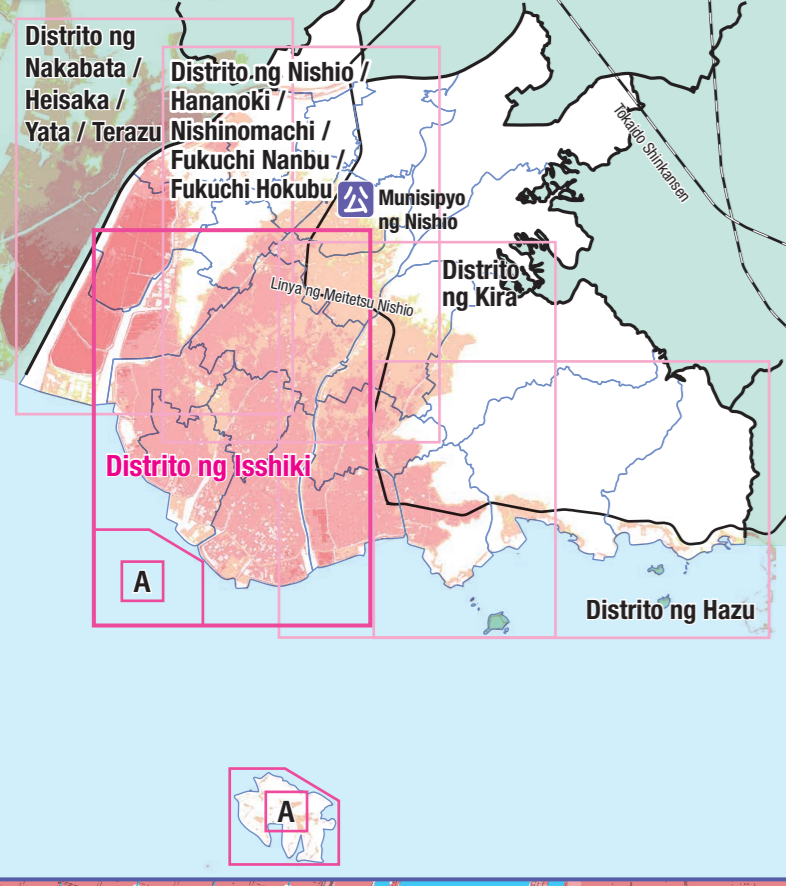 Distrito ng
Nakabata /
Heisaka /
Yata / Terazu
Distrito ng Nishio /
Hananoki /
Nishinomachi /
Fukuchi Nanbu /
Fukuchi Hokubu
公
Munisipyo
ng Nishio
Tokaido Shinkansen
Distrito
ng Kira
Linya ng Meitetsu Nishio
Distrito ng Isshiki
A
Distrito ng Hazu
A